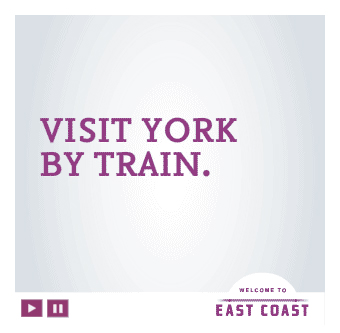 VISIT YORK
BY TRAIN.
WELCOME TO
EAST COAST